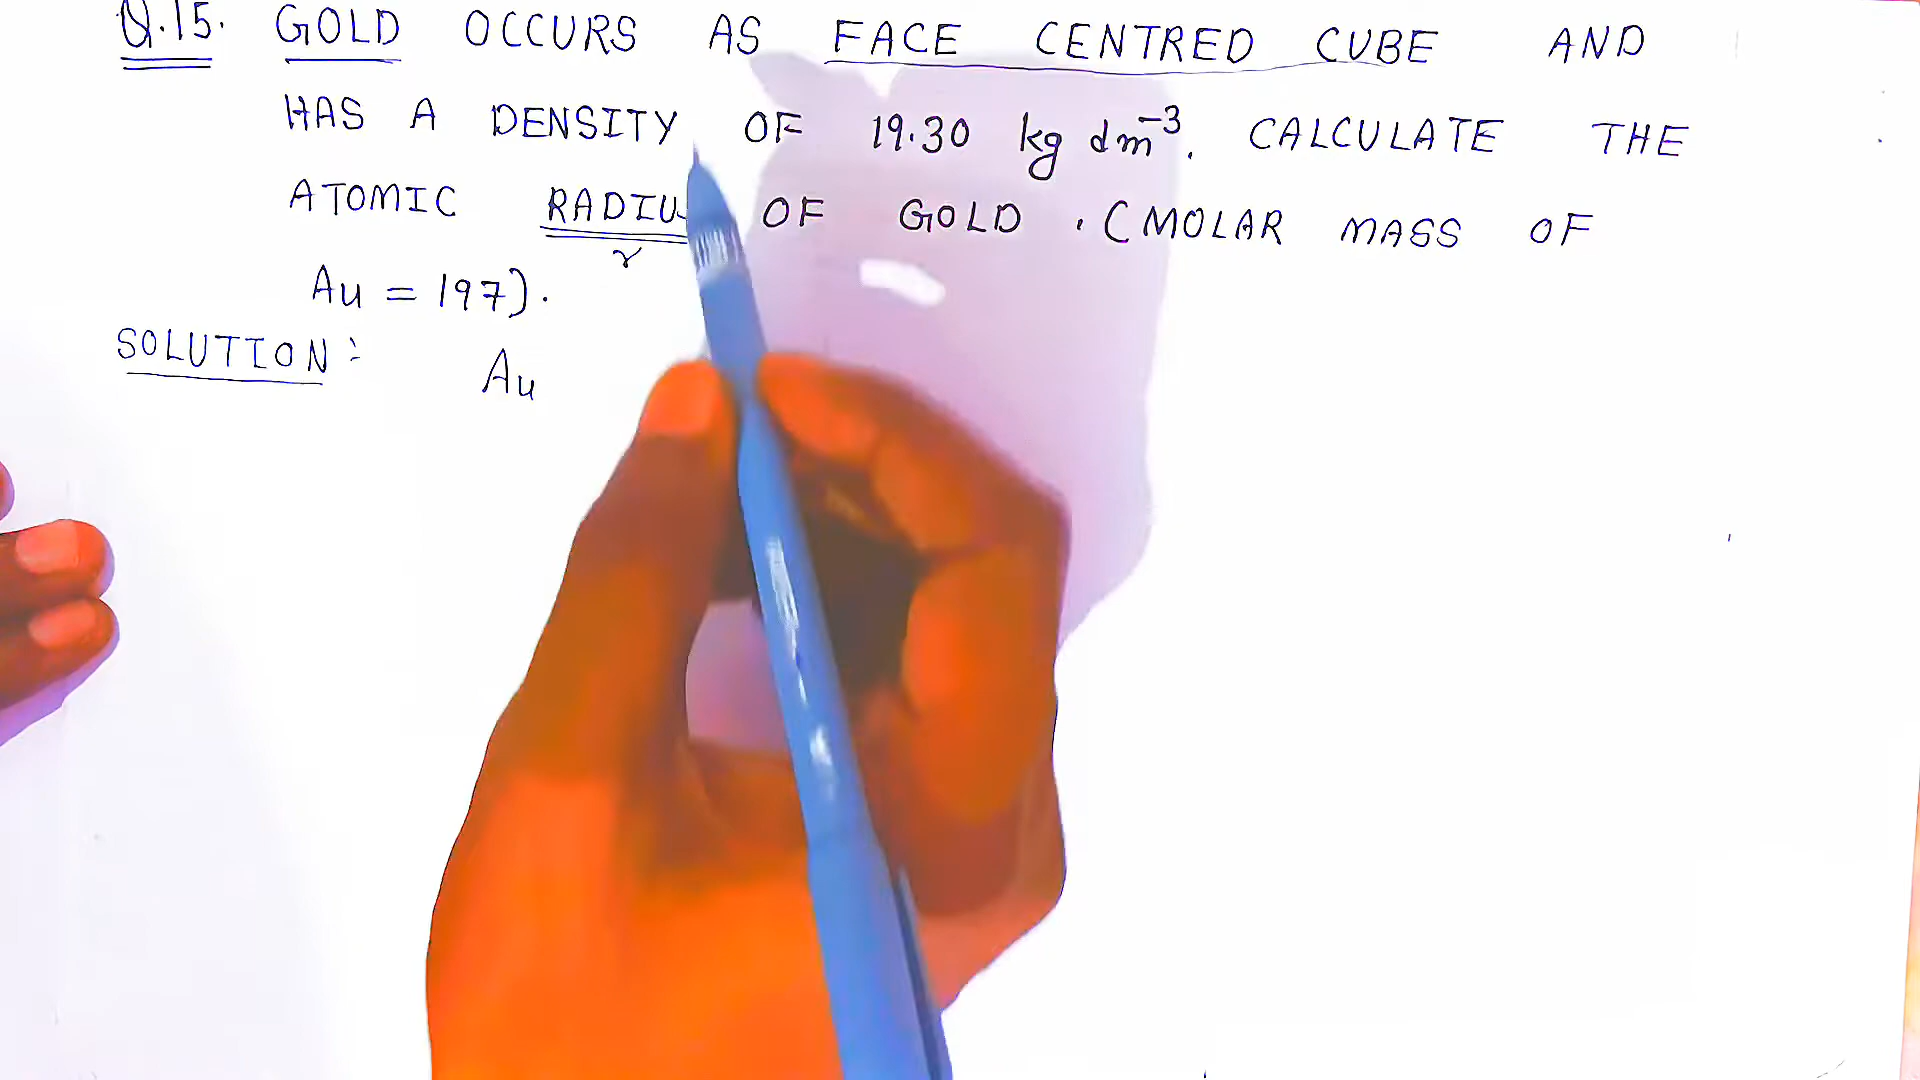 Q.15. GOLD OCCURS AS FACE CENTRED CUBE AND
HAS A DENSITY OF 19.30 kg dm⁻³. CALCULATE THE
ATOMIC RADIUS OF GOLD. (MOLAR MASS OF
r
Au = 197).
SOLUTION:
Au